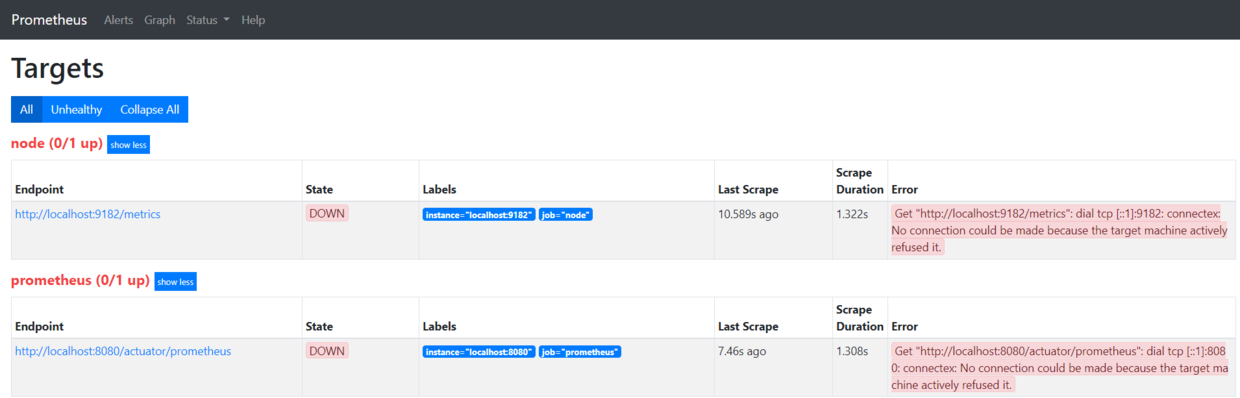 Prometheus Alerts Graph Status Help
Targets
All Unhealthy Collapse All
node (0/1 up) show less
Scrape
Endpoint State Labels Last Scrape Duration Error
http://localhost:9182/metrics DOWN instance="localhost:9182" job="node" 10.589s ago 1.322s Get "http://localhost:9182/metrics": dial tcp [::1]:9182: connectex:
No connection could be made because the target machine actively
refused it.
prometheus (0/1 up) show less
Scrape
Endpoint State Labels Last Scrape Duration Error
http://localhost:8080/actuator/prometheus DOWN instance="localhost:8080" job="prometheus" 7.46s ago 1.308s Get "http://localhost:8080/actuator/prometheus": dial tcp [::1]:808
0: connectex: No connection could be made because the target ma
chine actively refused it.